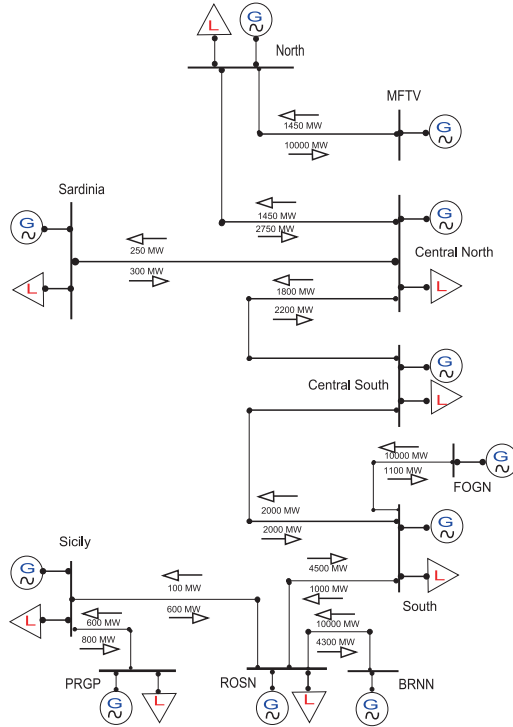 L
G
North
MFTV
1450 MW
G
10000 MW
Sardinia
G
1450 MW
G
2750 MW
Central North
250 MW
L
300 MW
1800 MW
L
2200 MW
G
Central South
L
10000 MW
G
1100 MW
FOGN
2000 MW
G
2000 MW
Sicily
4500 MW
L
G
100 MW
1000 MW
South
600 MW
L
600 MW
10000 MW
800 MW
4300 MW
PRGP
ROSN
BRNN
G
L
G
L
G